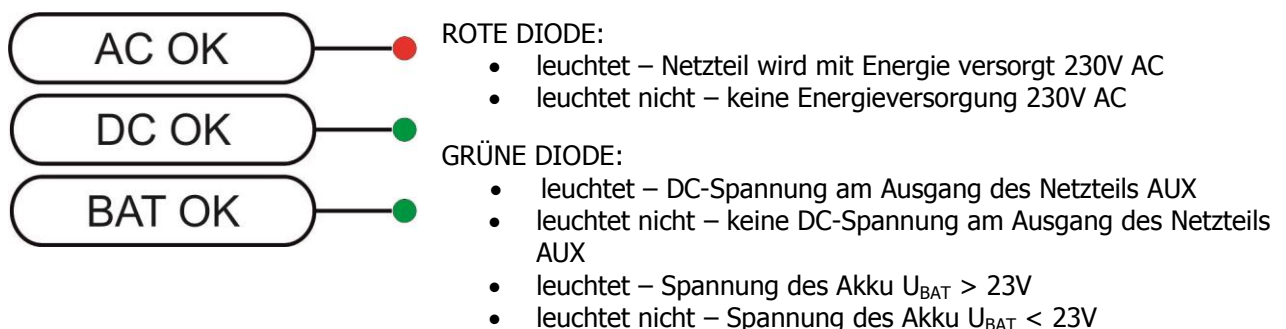 AC OK
DC OK
BAT OK
ROTE DIODE:
• leuchtet – Netzteil wird mit Energie versorgt 230V AC
• leuchtet nicht – keine Energieversorgung 230V AC
GRÜNE DIODE:
• leuchtet – DC-Spannung am Ausgang des Netzteils AUX
• leuchtet nicht – keine DC-Spannung am Ausgang des Netzteils
AUX
• leuchtet – Spannung des Akku UBAT > 23V
• leuchtet nicht – Spannung des Akku UBAT < 23V